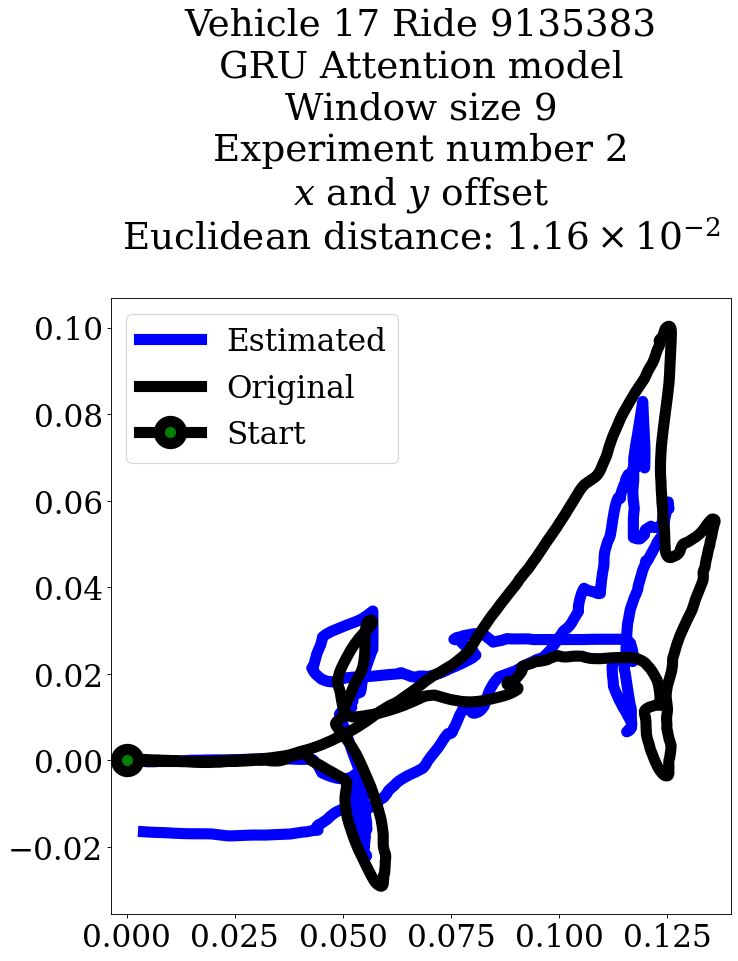 Vehicle 17 Ride 9135383
GRU Attention model
Window size 9
Experiment number 2
x and y offset
Euclidean distance: 1.16 × 10⁻²
Estimated
Original
Start
0.10
0.08
0.06
0.04
0.02
0.00
−0.02
0.000 0.025 0.050 0.075 0.100 0.125